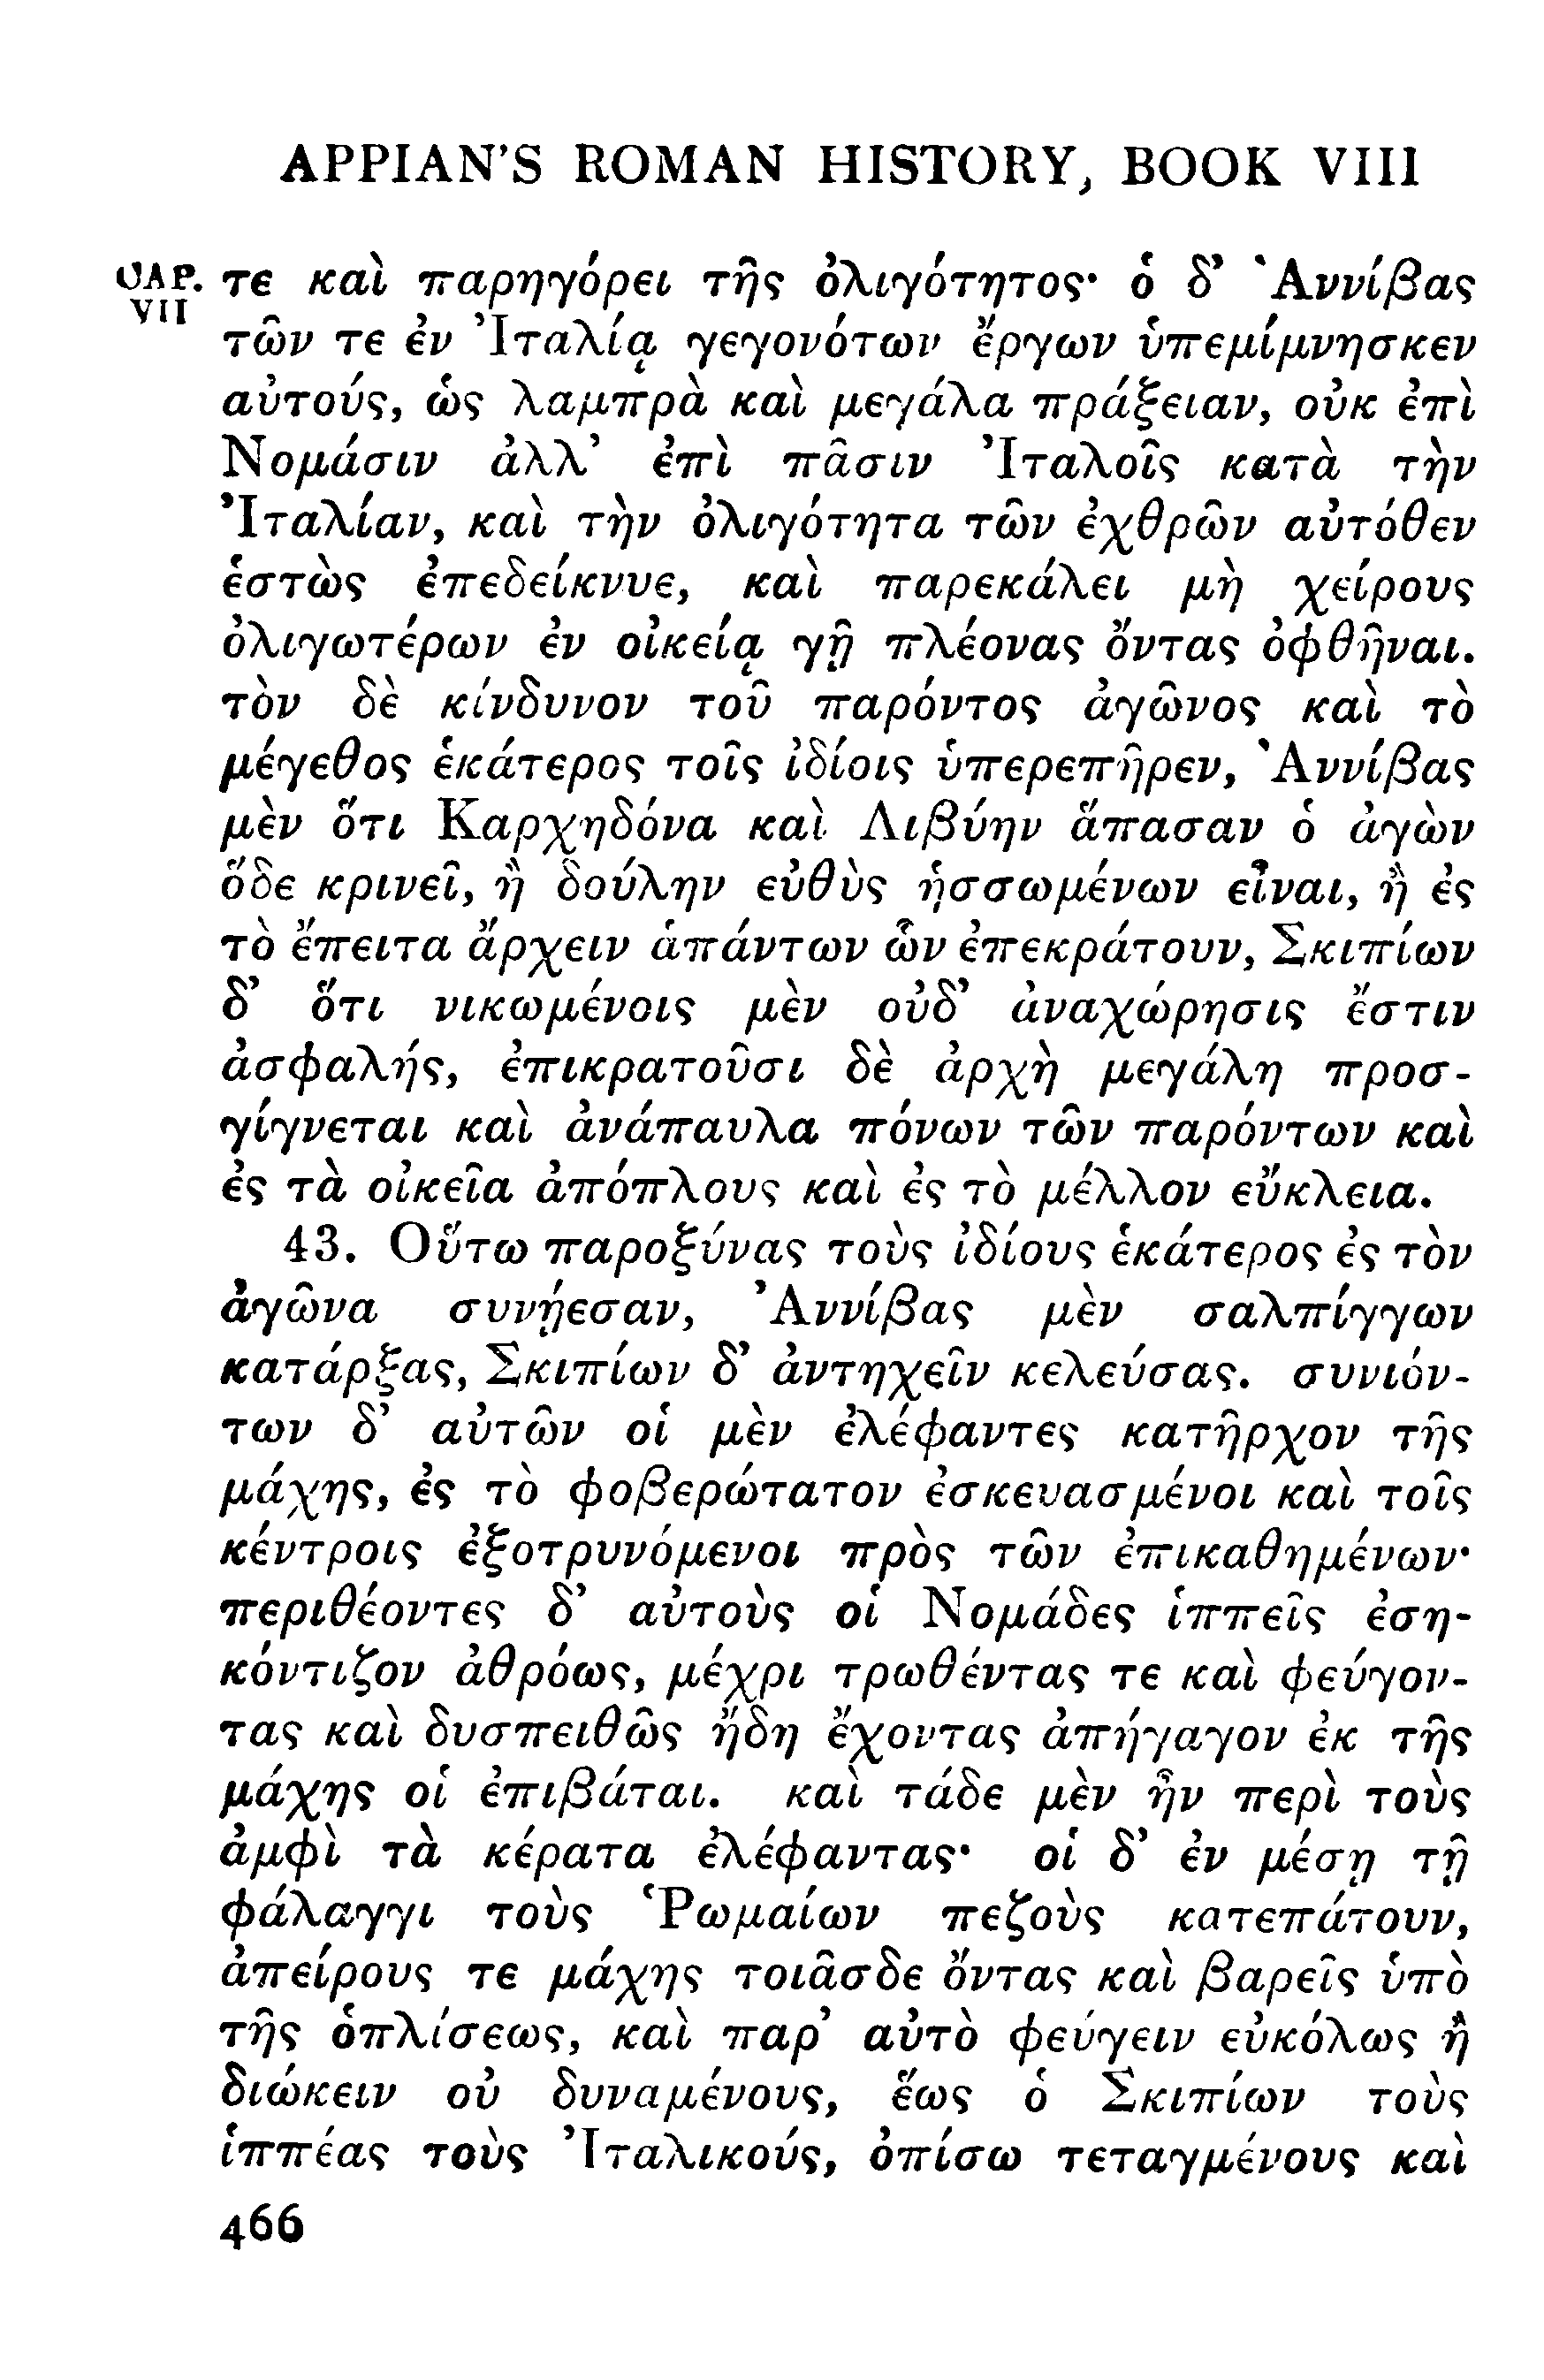 APPIAN'S ROMAN HISTORY, BOOK VIII
CAP. VII
τε καὶ παρηγόρει τῆς ὀλιγότητος· ὁ δ’ Ἀννίβας
τῶν τε ἐν Ἰταλίᾳ γεγονότων ἔργων ὑπεμίμνησκεν
αὐτούς, ὡς λαμπρὰ καὶ μεγάλα πράξειαν, οὐκ ἐπὶ
Νομάσιν ἀλλ’ ἐπὶ πᾶσιν Ἰταλοῖς κατὰ τὴν
Ἰταλίαν, καὶ τὴν ὀλιγότητα τῶν ἐχθρῶν αὐτόθεν
ἑστὼς ἐπεδείκνυε, καὶ παρεκάλει μὴ χείρους
ὀλιγωτέρων ἐν οἰκείᾳ γῇ πλέονας ὄντας ὀφθῆναι.
τὸν δὲ κίνδυνον τοῦ παρόντος ἀγῶνος καὶ τὸ
μέγεθος ἑκάτερος τοῖς ἰδίοις ὑπερεπῆρεν, Ἀννίβας
μὲν ὅτι Καρχηδόνα καὶ Λιβύην ἅπασαν ὁ ἀγὼν
ὅδε κρινεῖ, ἢ δούλην εὐθὺς ἡσσωμένων εἶναι, ἢ ἐς
τὸ ἔπειτα ἄρχειν ἁπάντων ὧν ἐπεκράτουν, Σκιπίων
δ’ ὅτι νικωμένοις μὲν οὐδ’ ἀναχώρησις ἔστιν
ἀσφαλής, ἐπικρατοῦσι δὲ ἀρχὴ μεγάλη προσ-
γίγνεται καὶ ἀνάπαυλα πόνων τῶν παρόντων καὶ
ἐς τὰ οἰκεῖα ἀπόπλους καὶ ἐς τὸ μέλλον εὔκλεια.
43. Οὕτω παροξύνας τοὺς ἰδίους ἑκάτερος ἐς τὸν
ἀγῶνα συνῄεσαν, Ἀννίβας μὲν σαλπίγγων
κατάρξας, Σκιπίων δ’ ἀντηχεῖν κελεύσας. συνιόν-
των δ’ αὐτῶν οἱ μὲν ἐλέφαντες κατῆρχον τῆς
μάχης, ἐς τὸ φοβερώτατον ἐσκευασμένοι καὶ τοῖς
κέντροις ἐξοτρυνόμενοι πρὸς τῶν ἐπικαθημένων·
περιθέοντες δ’ αὐτοὺς οἱ Νομάδες ἱππεῖς ἐση-
κόντιζον ἀθρόως, μέχρι τρωθέντας τε καὶ φεύγον-
τας καὶ δυσπειθῶς ἤδη ἔχοντας ἀπήγαγον ἐκ τῆς
μάχης οἱ ἐπιβάται. καὶ τάδε μὲν ἦν περὶ τοὺς
ἀμφὶ τὰ κέρατα ἐλέφαντας· οἱ δ’ ἐν μέσῃ τῇ
φάλαγγι τοὺς Ῥωμαίων πεζοὺς κατεπάτουν,
ἀπείρους τε μάχης τοιᾶσδε ὄντας καὶ βαρεῖς ὑπὸ
τῆς ὁπλίσεως, καὶ παρ’ αὐτὸ φεύγειν εὐκόλως ἢ
διώκειν οὐ δυναμένους, ἕως ὁ Σκιπίων τοὺς
ἱππέας τοὺς Ἰταλικούς, ὀπίσω τεταγμένους καὶ
466